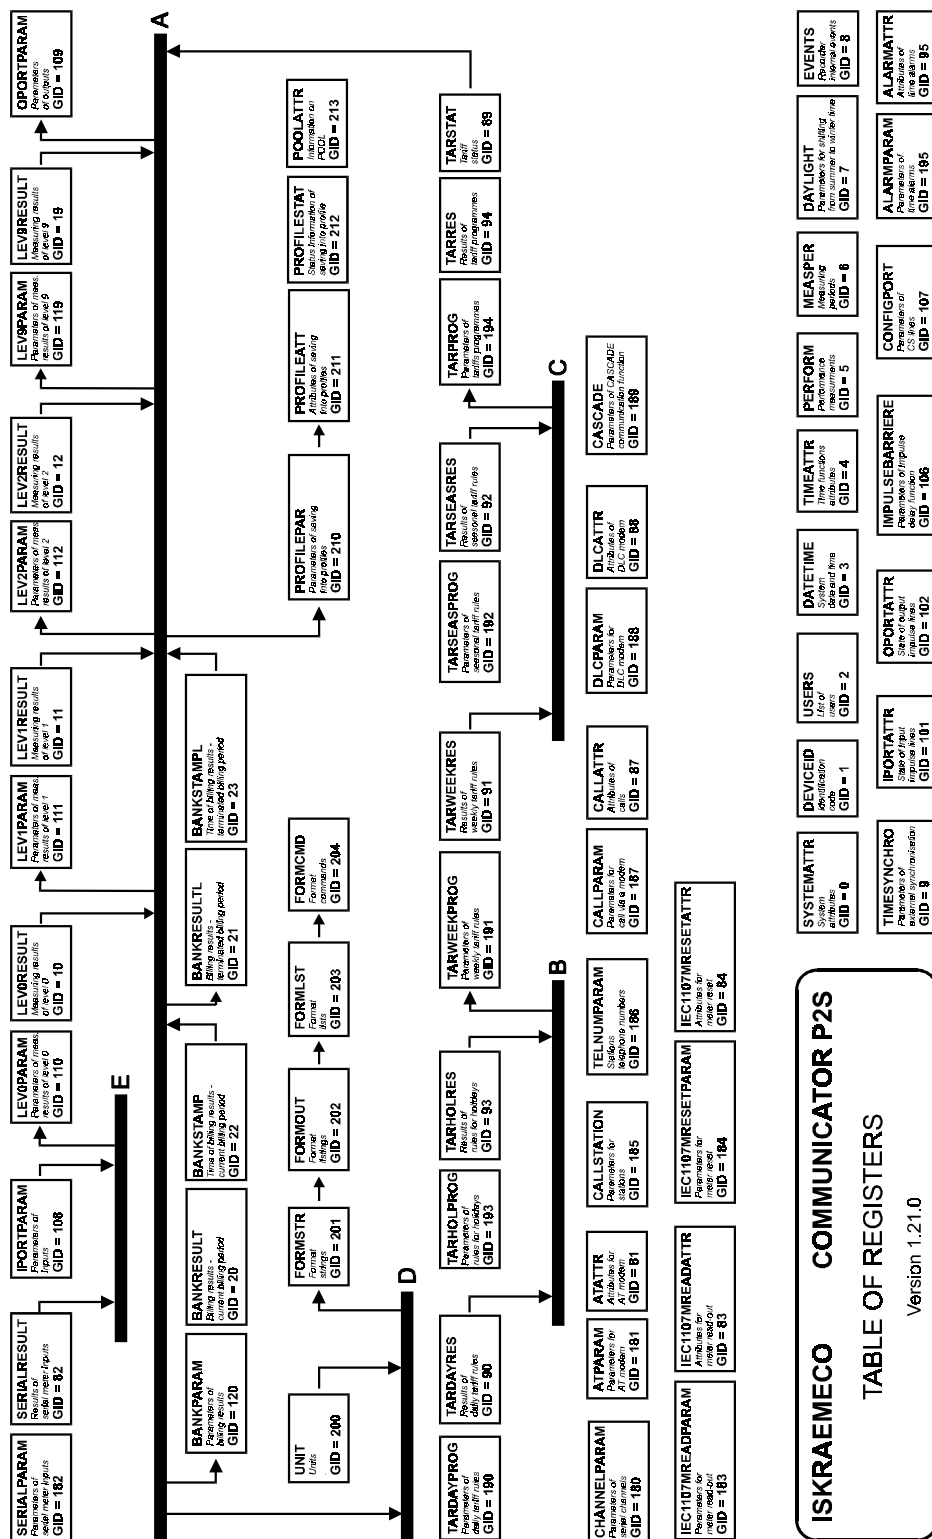 SERIALPARAM
Parameters of
serial meter inputs
GID = 182
SERIALRESULT
Results of
serial meter inputs
GID = 82
IPORTPARAM
Parameters of
inputs
GID = 108
LEV0PARAM
Parameters of meas.
results of level 0
GID = 110
LEV0RESULT
Measuring results
of level 0
GID = 10
LEV1PARAM
Parameters of meas.
results of level 1
GID = 111
LEV1RESULT
Measuring results
of level 1
GID = 11
LEV2PARAM
Parameters of meas.
results of level 2
GID = 112
LEV2RESULT
Measuring results
of level 2
GID = 12
LEV9PARAM
Parameters of meas.
results of level 9
GID = 119
LEV9RESULT
Measuring results
of level 9
GID = 19
OPORTPARAM
Parameters
of outputs
GID = 109
E
A
BANKPARAM
Parameters of
billing results
GID = 120
BANKRESULT
Billing results -
current billing period
GID = 20
BANKSTAMP
Time of billing results -
current billing period
GID = 22
BANKRESULTL
Billing results -
terminated billing period
GID = 21
BANKSTAMPL
Time of billing results -
terminated billing period
GID = 23
UNIT
Units
GID = 200
FORMSTR
Format
strings
GID = 201
FORMOUT
Format
listings
GID = 202
FORMLST
Format
lists
GID = 203
FORMCMD
Format
commands
GID = 204
PROFILEPAR
Parameters of saving
into profiles
GID = 210
PROFILEATT
Attributes of saving
into profiles
GID = 211
PROFILESTAT
Status information of
saving into profile
GID = 212
POOLATTR
Information on
POOL
GID = 213
D
TARDAYPROG
Parameters of
daily tariff rules
GID = 190
TARDAYRES
Results of
daily tariff rules
GID = 90
TARHOLPROG
Parameters of
rules for holidays
GID = 193
TARHOLRES
Results of
rules for holidays
GID = 93
TARWEEKPROG
Parameters of
weekly tariff rules
GID = 191
TARWEEKRES
Results of
weekly tariff rules
GID = 91
TARSEASPROG
Parameters of
seasonal tariff rules
GID = 192
TARSEASRES
Results of
seasonal tariff rules
GID = 92
TARPROG
Parameters of
tariffs programmes
GID = 194
TARRES
Results of
tariff programmes
GID = 94
TARSTAT
Tariff
status
GID = 89
B
C
CHANNELPARAM
Parameters of
serial channels
GID = 180
ATPARAM
Parameters for
AT modem
GID = 181
ATATTR
Attributes for
AT modem
GID = 81
CALLSTATION
Parameters for
stations
GID = 185
TELNUMPARAM
Stations
telephone numbers
GID = 186
CALLPARAM
Parameters for
call via a modem
GID = 187
CALLATTR
Attributes of
calls
GID = 87
DLCPARAM
Parameters for
DLC modem
GID = 188
DLCATTR
Attributes of
DLC modem
GID = 88
CASCADE
Parameters of CASCADE
communication function
GID = 189
IEC1107MREADPARAM
Parameters for
meter read-out
GID = 183
IEC1107MREADATTR
Attributes for
meter read out
GID = 83
IEC1107MRESETPARAM
Parameters for
meter reset
GID = 184
IEC1107MRESETATTR
Attributes for
meter reset
GID = 84
ISKRAEMECO COMMUNICATOR P2S
TABLE OF REGISTERS
Version 1.21.0
SYSTEMATTR
System
attributes
GID = 0
DEVICEID
Identification
code
GID = 1
USERS
List of
users
GID = 2
DATETIME
System
date and time
GID = 3
TIMEATTR
Time functions
attributes
GID = 4
PERFORM
Performance
measurments
GID = 5
MEASPER
Measuring
periods
GID = 6
DAYLIGHT
Parameters for shifting
from summer to winter time
GID = 7
EVENTS
Recorder
internal events
GID = 8
TIMESYNCHRO
Parameters of
external synchronisation
GID = 9
IPORTATTR
State of input
impulse lines
GID = 101
OPORTATTR
State of output
impulse lines
GID = 102
IMPULSEBARRIERE
Parameters of impulse
delay function
GID = 106
CONFIGPORT
Parameters of
CS lines
GID = 107
ALARMPARAM
Parameters of
time alarms
GID = 195
ALARMATTR
Attributes of
time alarms
GID = 95